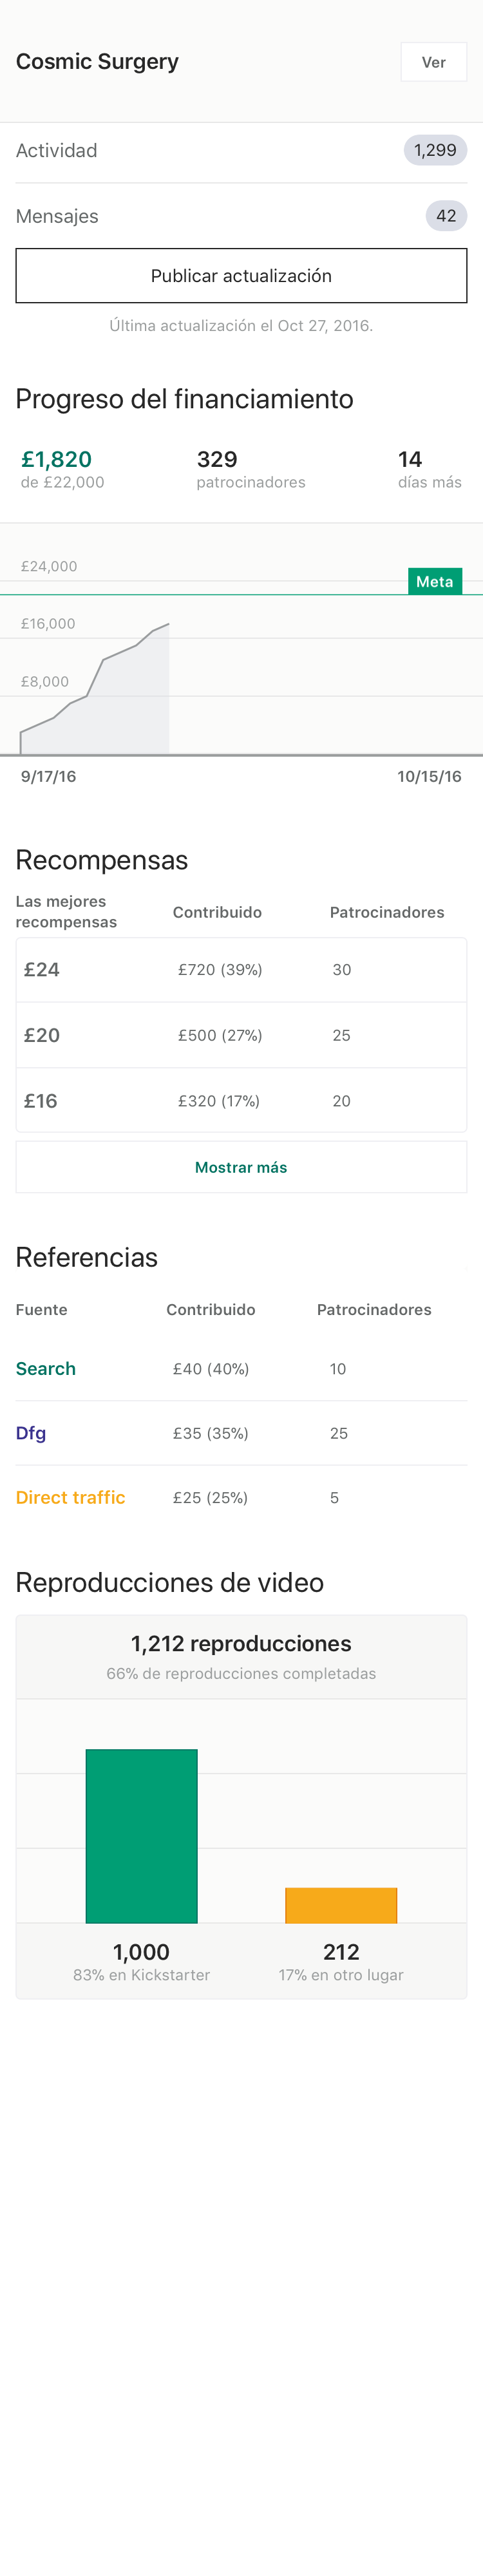 Cosmic Surgery
Ver
Actividad
1,299
Mensajes
42
Publicar actualización
Última actualización el Oct 27, 2016.
Progreso del financiamiento
£1,820
329
14
de £22,000
patrocinadores
días más
£24,000
Meta
£16,000
£8,000
9/17/16
10/15/16
Recompensas
Las mejores
recompensas
Contribuido
Patrocinadores
£24
£720 (39%)
30
£20
£500 (27%)
25
£16
£320 (17%)
20
Mostrar más
Referencias
Fuente
Contribuido
Patrocinadores
Search
£40 (40%)
10
Dfg
£35 (35%)
25
Direct traffic
£25 (25%)
5
Reproducciones de video
1,212 reproducciones
66% de reproducciones completadas
1,000
212
83% en Kickstarter
17% en otro lugar